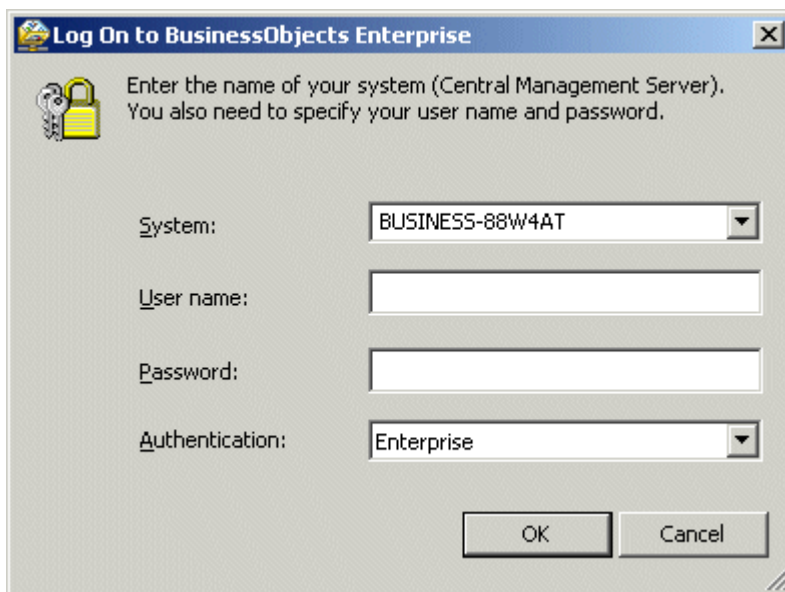 Log On to BusinessObjects Enterprise
Enter the name of your system (Central Management Server).
You also need to specify your user name and password.
System: BUSINESS-88W4AT
User name:
Password:
Authentication: Enterprise
OK Cancel